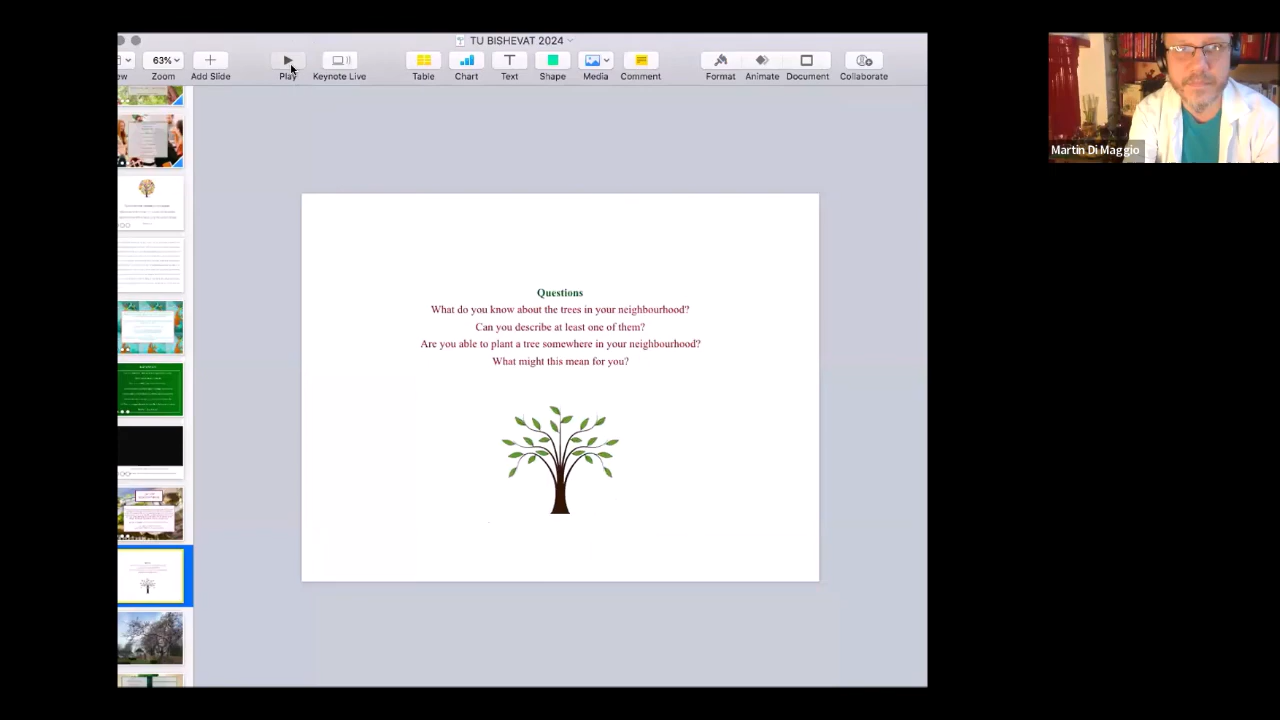 TU BISHEVAT 2024
63%
Zoom
Add Slide
Play
Keynote Live
Table
Chart
Text
Shape
Media
Comment
Format
Animate
Document
Collaborate
Martin Di Maggio
Questions
What do you know about the trees in your neighbourhood?
Can you describe at least one of them?
Are you able to plant a tree somewhere in your neighbourhood?
What might this mean for you?